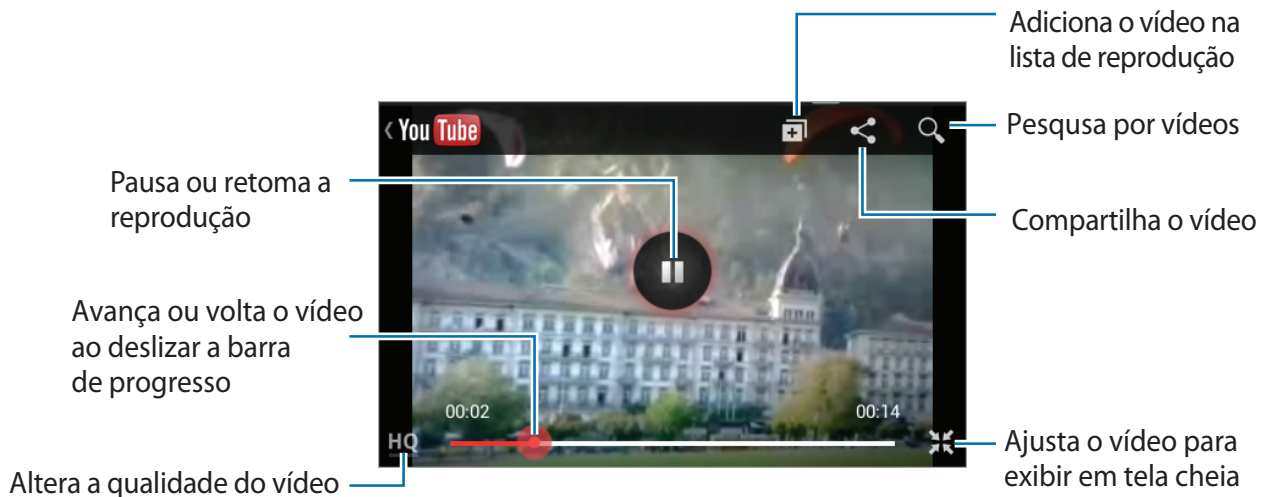 Adiciona o vídeo na
lista de reprodução
Pesqusa por vídeos
Compartilha o vídeo
You Tube
Pausa ou retoma a
reprodução
Avança ou volta o vídeo
ao deslizar a barra
de progresso
00:02
00:14
HQ
Ajusta o vídeo para
exibir em tela cheia
Altera a qualidade do vídeo